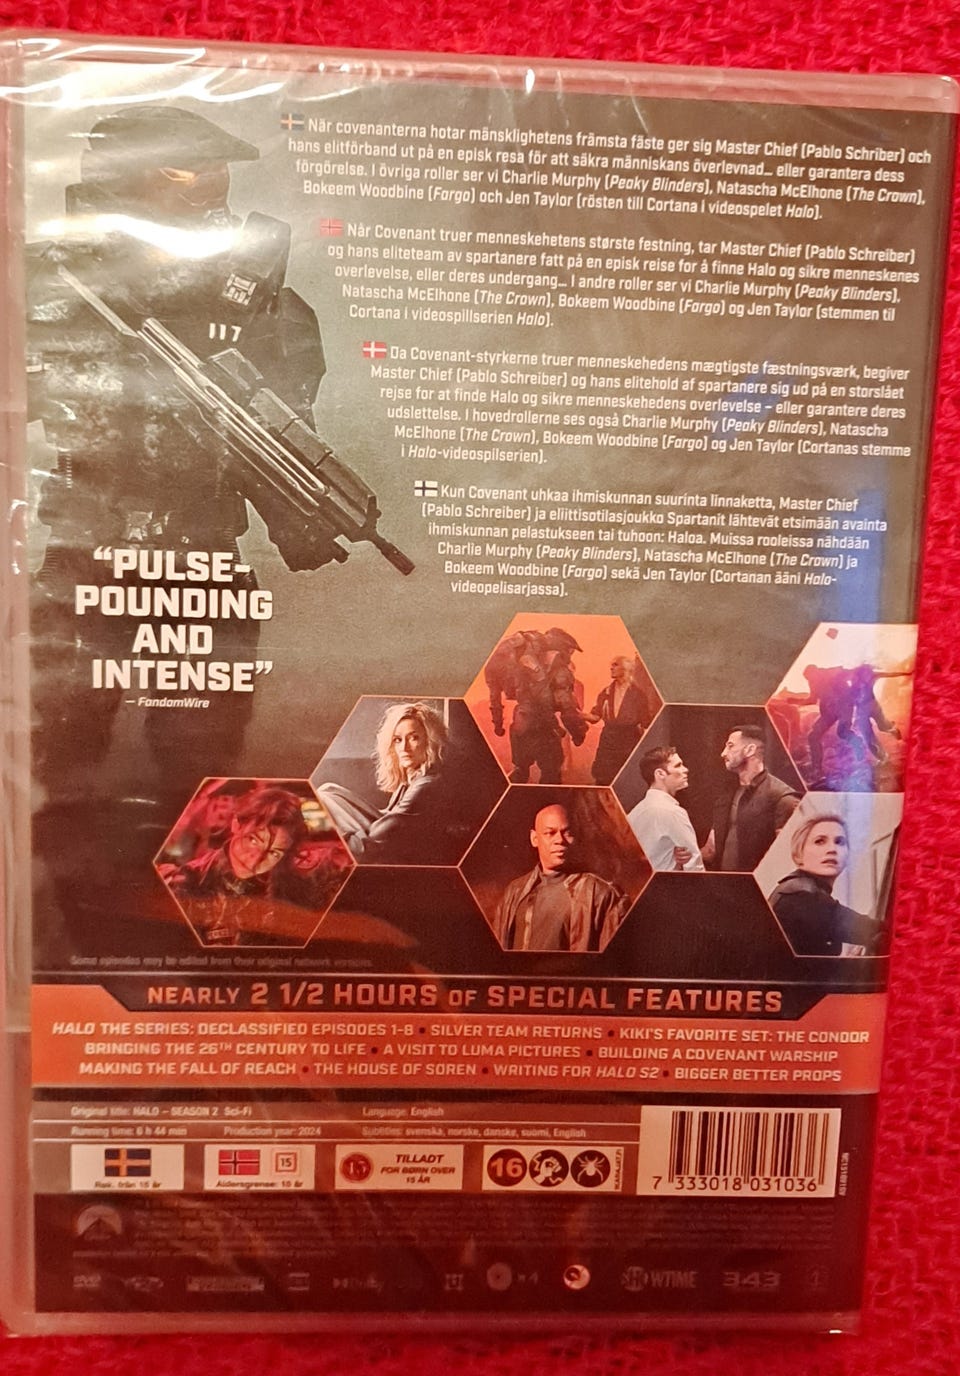 När covenanterna hotar mänsklighetens främsta fäste ger sig Master Chief (Pablo Schriber) och
hans elitförband ut på en episk resa för att säkra människans överlevnad... eller garantera dess
förgörelse. I övriga roller ser vi Charlie Murphy (Peaky Blinders), Natascha McElhone (The Crown),
Bokeem Woodbine (Fargo) och Jen Taylor (rösten till Cortana i videospelet Halo).
Når Covenant truer menneskehetens største festning, tar Master Chief (Pablo Schreiber)
og hans eliteteam av spartanere fatt på en episk reise for å finne Halo og sikre menneskenes
overlevelse, eller deres undergang... I andre roller ser vi Charlie Murphy (Peaky Blinders),
Natascha McElhone (The Crown), Bokeem Woodbine (Fargo) og Jen Taylor (stemmen til
Cortana i videospillserien Halo).
Da Covenant-styrkerne truer menneskehedens mægtigste fæstningsværk, begiver
Master Chief (Pablo Schreiber) og hans elitehold af spartanere sig ud på en storslået
rejse for at finde Halo og sikre menneskehedens overlevelse – eller garantere deres
udslettelse. I hovedrollerne ses også Charlie Murphy (Peaky Blinders), Natascha
McElhone (The Crown), Bokeem Woodbine (Fargo) og Jen Taylor (Cortanas stemme
i Halo-videospilserien).
Kun Covenant uhkaa ihmiskunnan suurinta linnaketta, Master Chief
(Pablo Schreiber) ja eliittisotilasjoukko Spartanit lähtevät etsimään avainta
ihmiskunnan pelastukseen tai tuhoon: Haloa. Muissa rooleissa nähdään
Charlie Murphy (Peaky Blinders), Natascha McElhone (The Crown) ja
Bokeem Woodbine (Fargo) sekä Jen Taylor (Cortanan ääni Halo-
videopelisarjassa).
117
"PULSE-
POUNDING
AND
INTENSE"
– FandomWire
Some episodes may be edited from their original network versions.
NEARLY 2 1/2 HOURS OF SPECIAL FEATURES
HALO THE SERIES: DECLASSIFIED EPISODES 1–8 • SILVER TEAM RETURNS • KIKI'S FAVORITE SET: THE CONDOR
BRINGING THE 26TH CENTURY TO LIFE • A VISIT TO LUMA PICTURES • BUILDING A COVENANT WARSHIP
MAKING THE FALL OF REACH • THE HOUSE OF SOREN • WRITING FOR HALO S2 • BIGGER BETTER PROPS
Original title: HALO – SEASON 2 Sci-Fi Language: English
Running time: 6 h 44 min Production year: 2024 Subtitles: svenska, norske, danske, suomi, English
Rek. från 15 år
15
Aldersgrense: 15 år
15
TILLADT
FOR BØRN OVER
15 ÅR
16
7 333018 031036
DVD
Dolby
x 4
SHOWTIME
343